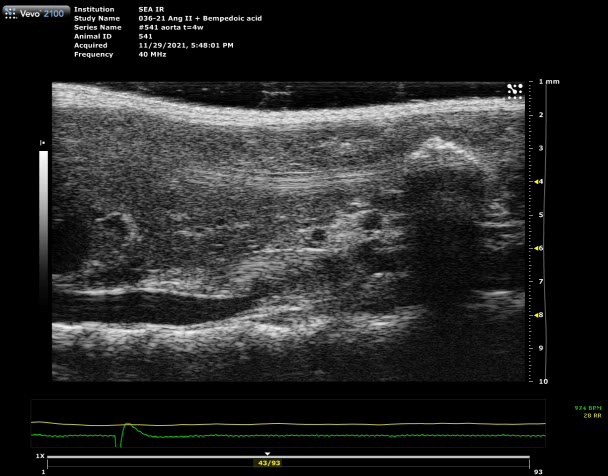 Vevo 2100
Institution SEA IR
Study Name 036-21 Ang II + Bempedoic acid
Series Name #541 aorta t=4w
Animal ID 541
Acquired 11/29/2021, 5:48:01 PM
Frequency 40 MHz
1 mm
2
3
4
5
6
7
8
9
10
974 BPM
28 RR
1X
43/93
1
93